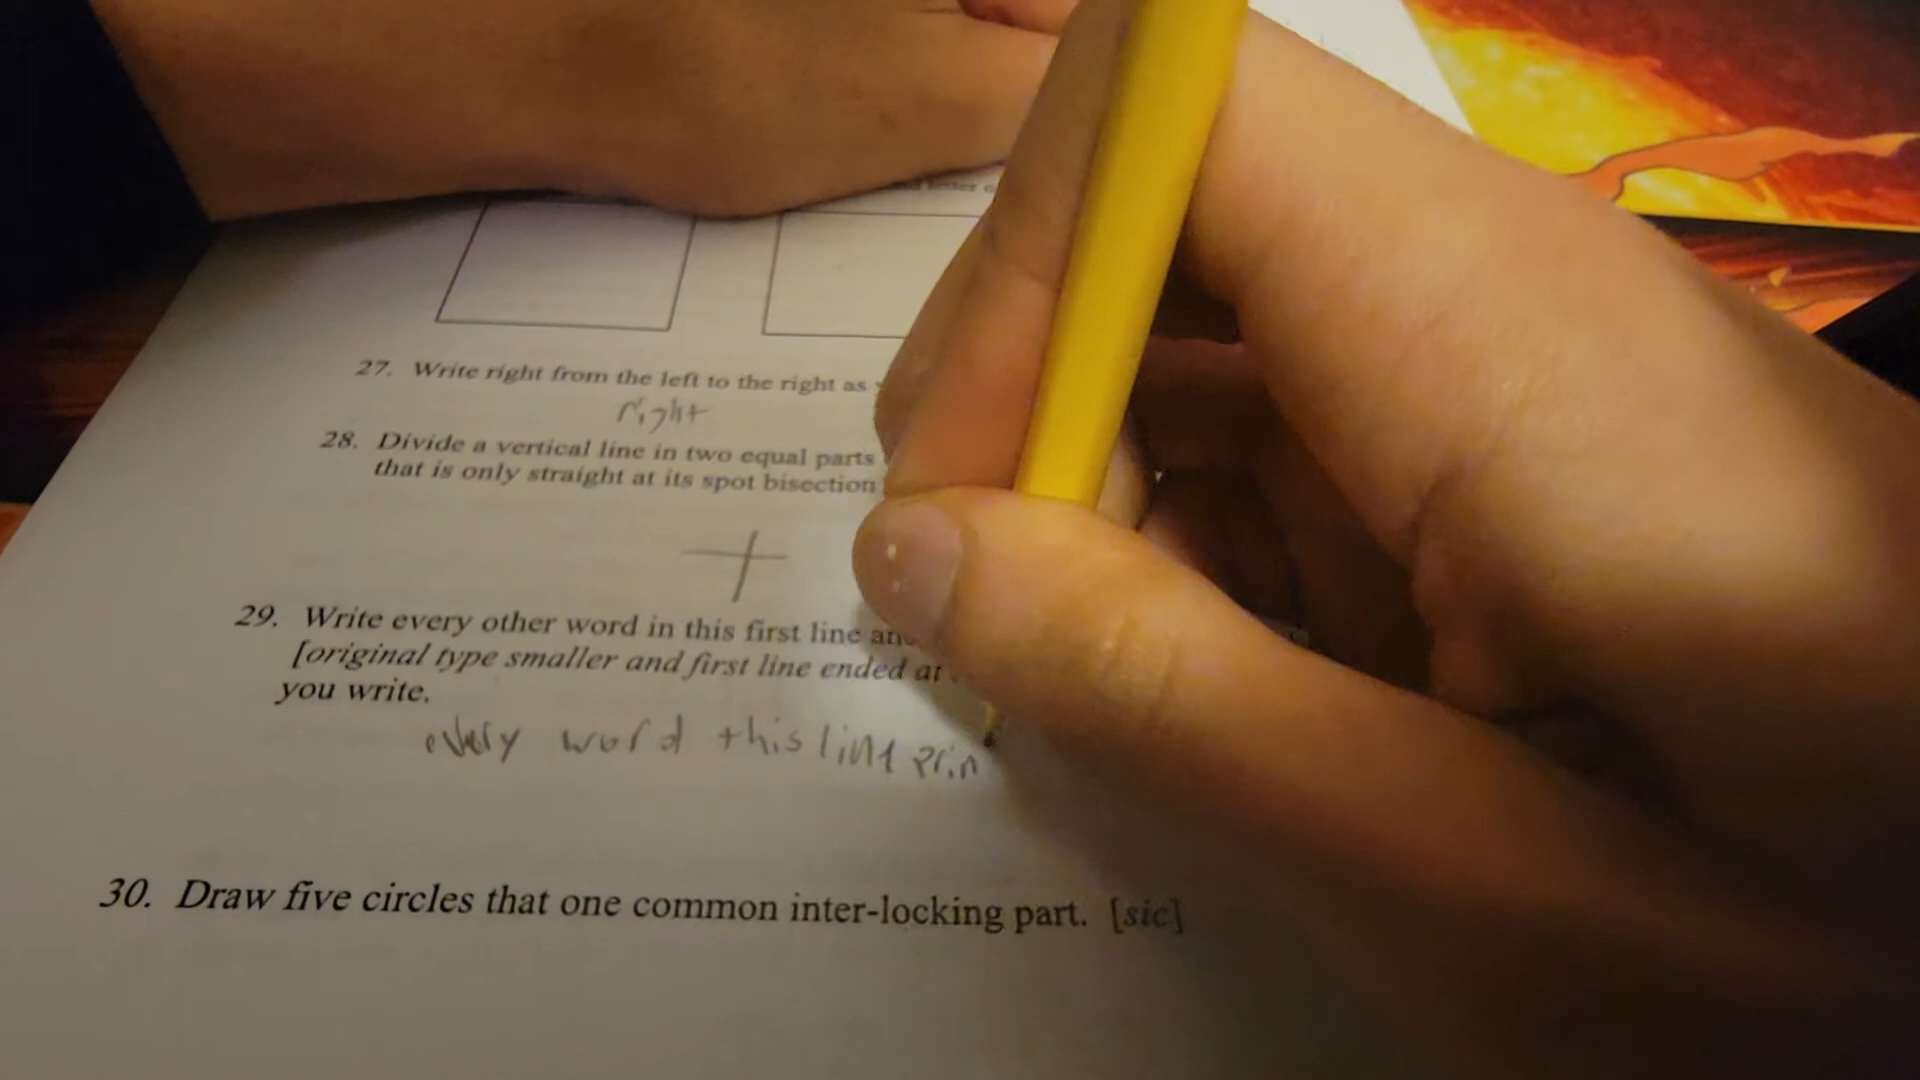 letter
27. Write right from the left to the right as
right
28. Divide a vertical line in two equal parts
that is only straight at its spot bisection
29. Write every other word in this first line and
[original type smaller and first line ended at
you write.
every word this line prin
30. Draw five circles that one common inter-locking part. [sic]